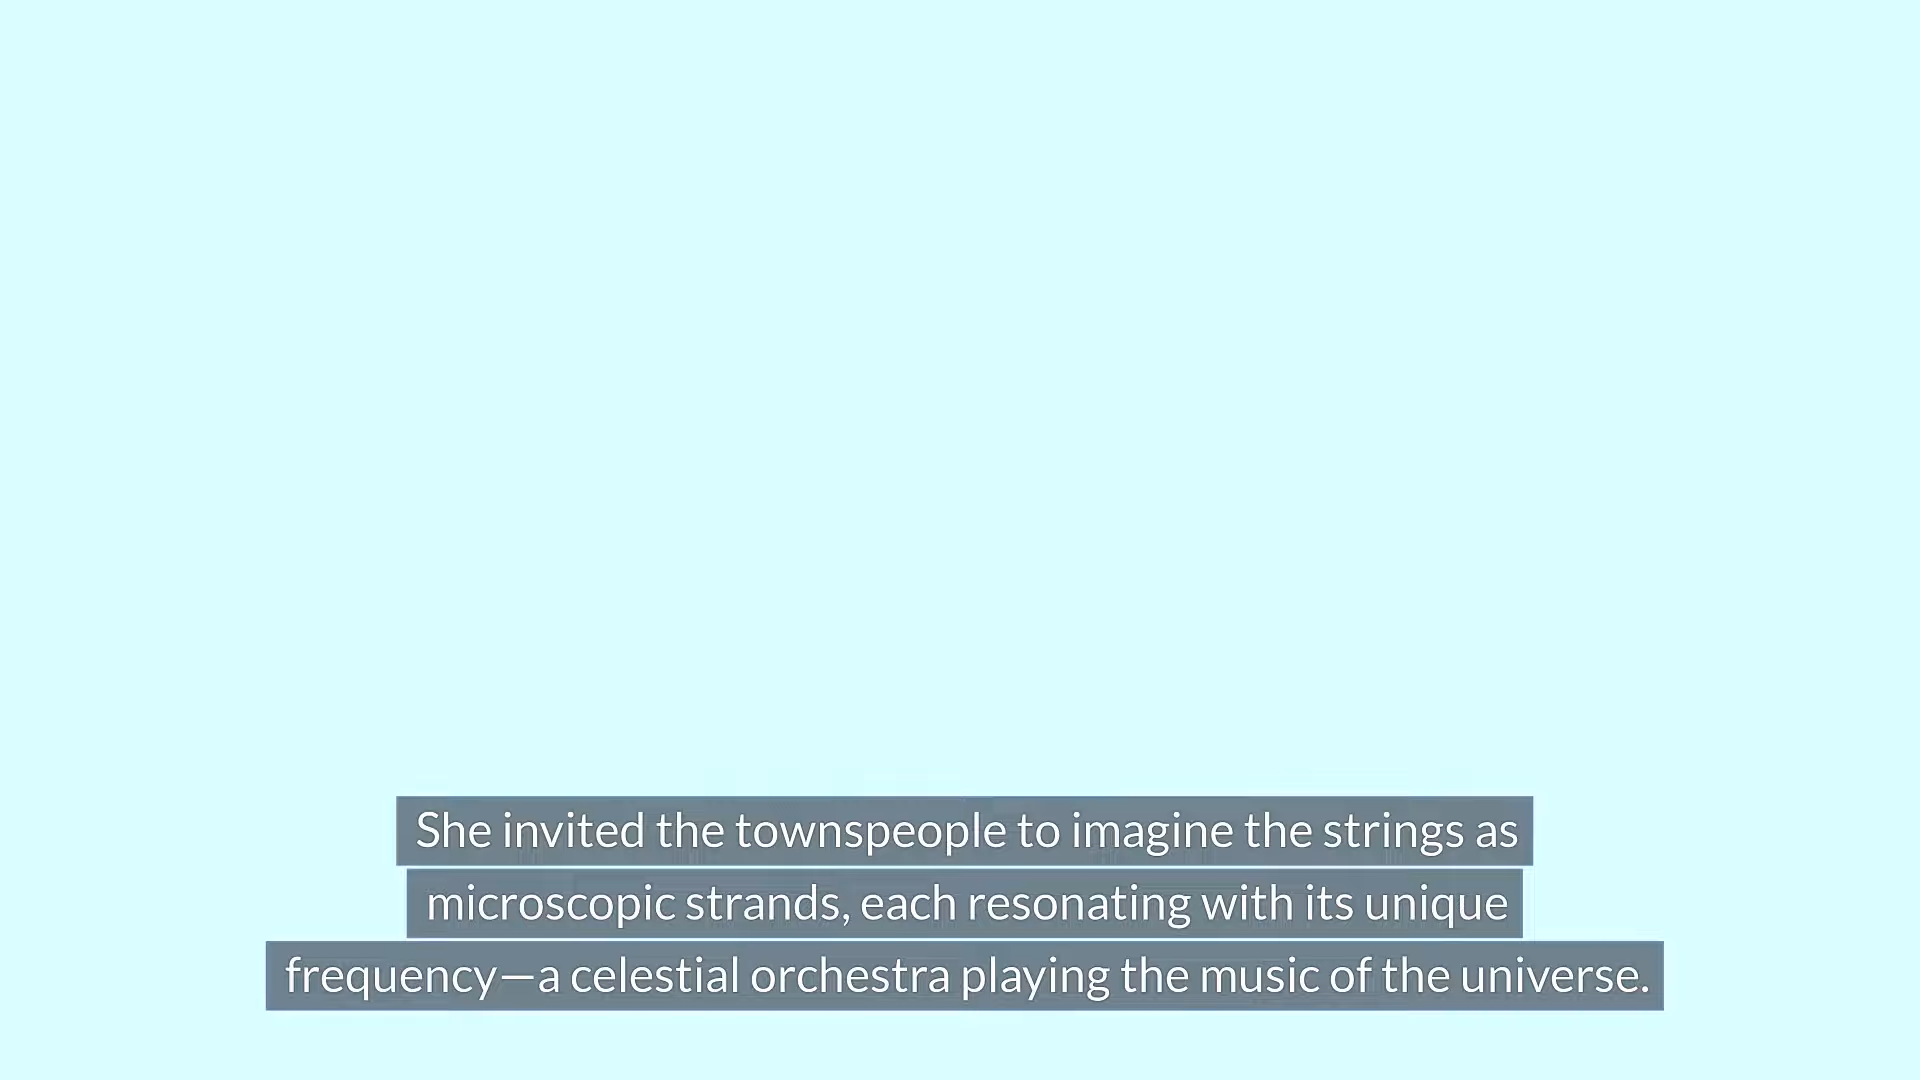 She invited the townspeople to imagine the strings as
microscopic strands, each resonating with its unique
frequency—a celestial orchestra playing the music of the universe.